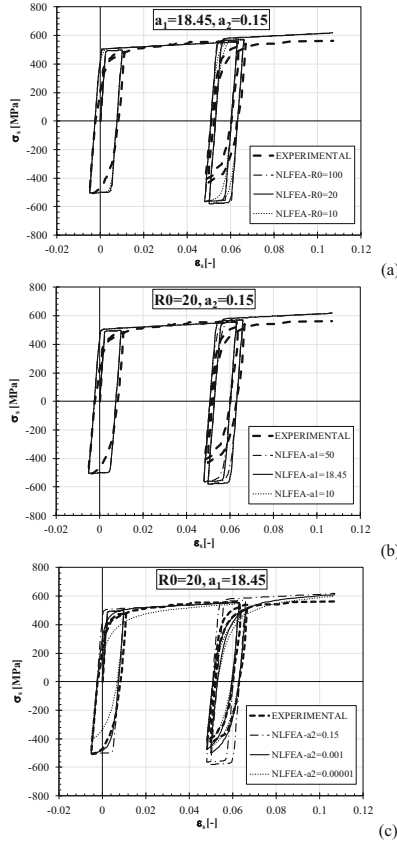 a₁=18.45, a₂=0.15
800
600
400
200
0
-200
-400
-600
800
σs [MPa]
EXPERIMENTAL
NLFEA-R0=100
NLFEA-R0=20
NLFEA-R0=10
-0.02 0 0.02 0.04 0.06 0.08 0.1 0.12
εs[-]
(a)
R0=20, a₂=0.15
800
600
400
200
0
-200
-400
-600
-800
σs [MPa]
EXPERIMENTAL
NLFEA-a1=50
NLFEA-a1=18.45
NLFEA-a1=10
-0.02 0 0.02 0.04 0.06 0.08 0.1 0.12
εs[-]
(b)
R0=20, a₁=18.45
800
600
400
200
0
-200
-400
-600
-800
σs [MPa]
EXPERIMENTAL
NLFEA-a2=0.15
NLFEA-a2=0.001
NLFEA-a2=0.00001
-0.02 0 0.02 0.04 0.06 0.08 0.1 0.12
εs[-]
(c)